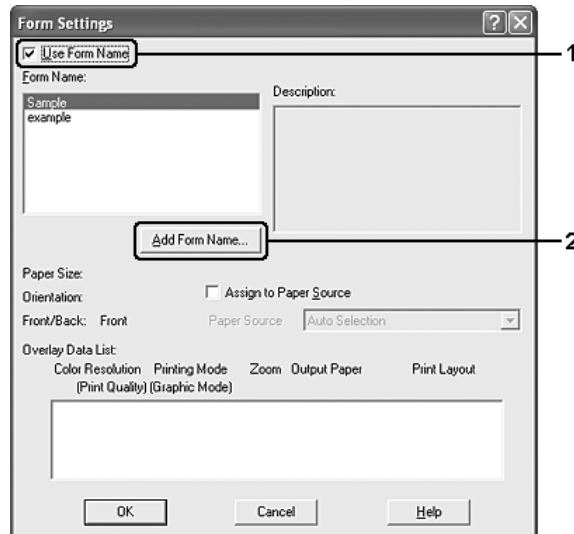 Form Settings
Use Form Name
1
Form Name:
Description:
Sample
example
Add Form Name...
2
Paper Size:
Orientation:
Assign to Paper Source
Front/Back: Front
Paper Source
Auto Selection
Overlay Data List:
Color Resolution Printing Mode Zoom Output Paper Print Layout
(Print Quality) (Graphic Mode)
OK Cancel Help